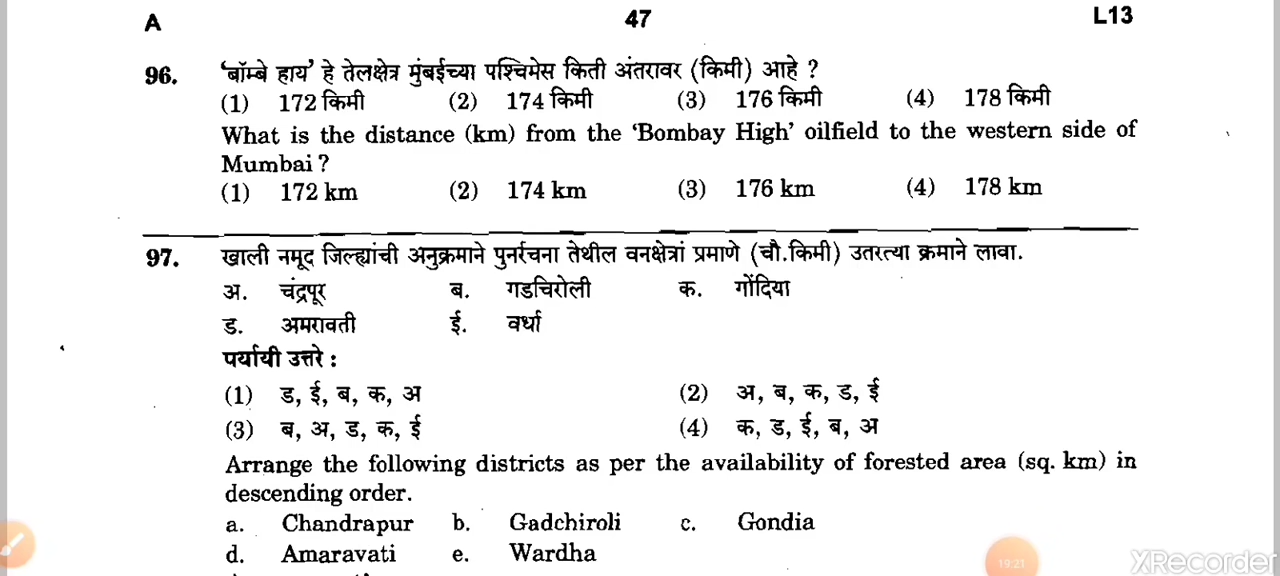 A 47 L13
96. 'बॉम्बे हाय' हे तेलक्षेत्र मुंबईच्या पश्चिमेस किती अंतरावर (किमी) आहे ?
(1) 172 किमी (2) 174 किमी (3) 176 किमी (4) 178 किमी
What is the distance (km) from the 'Bombay High' oilfield to the western side of
Mumbai ?
(1) 172 km (2) 174 km (3) 176 km (4) 178 km
97. खाली नमूद जिल्ह्यांची अनुक्रमाने पुनर्रचना तेथील वनक्षेत्रां प्रमाणे (चौ.किमी) उतरत्या क्रमाने लावा.
अ. चंद्रपूर ब. गडचिरोली क. गोंदिया
ड. अमरावती ई. वर्धा
पर्यायी उत्तरे :
(1) ड, ई, ब, क, अ (2) अ, ब, क, ड, ई
(3) ब, अ, ड, क, ई (4) क, ड, ई, ब, अ
Arrange the following districts as per the availability of forested area (sq. km) in
descending order.
a. Chandrapur b. Gadchiroli c. Gondia
d. Amaravati e. Wardha
19:21
XRecorder